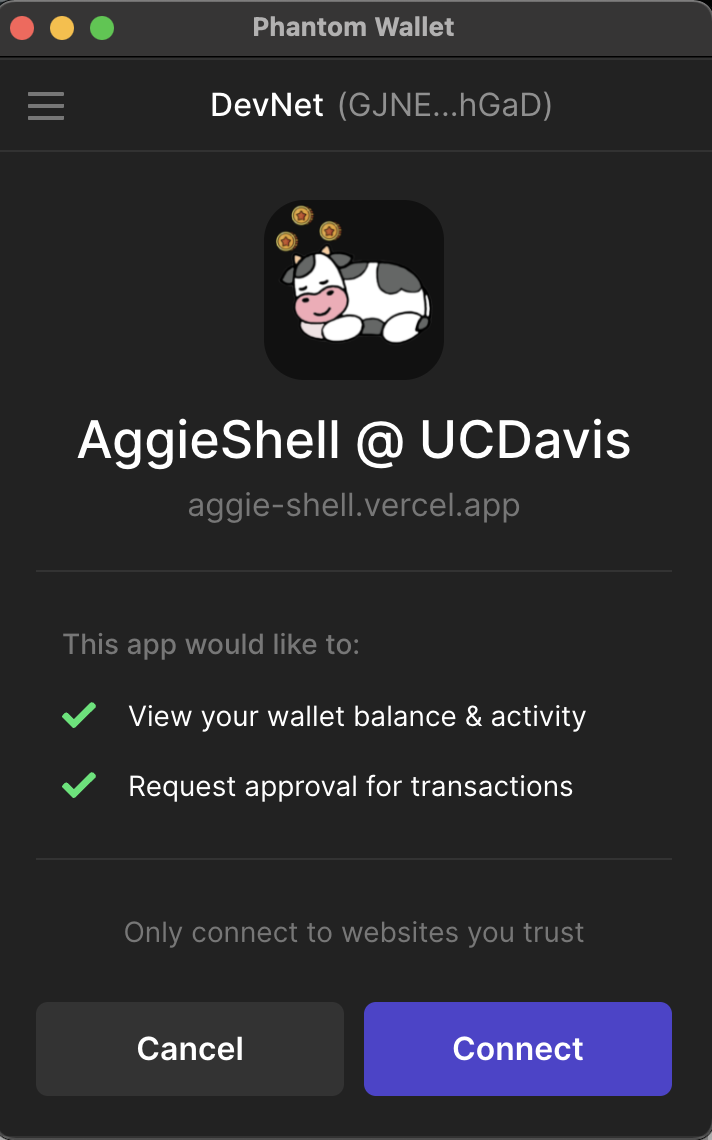 Phantom Wallet
DevNet (GJNE...hGaD)
AggieShell @ UCDavis
aggie-shell.vercel.app
This app would like to:
View your wallet balance & activity
Request approval for transactions
Only connect to websites you trust
Cancel
Connect